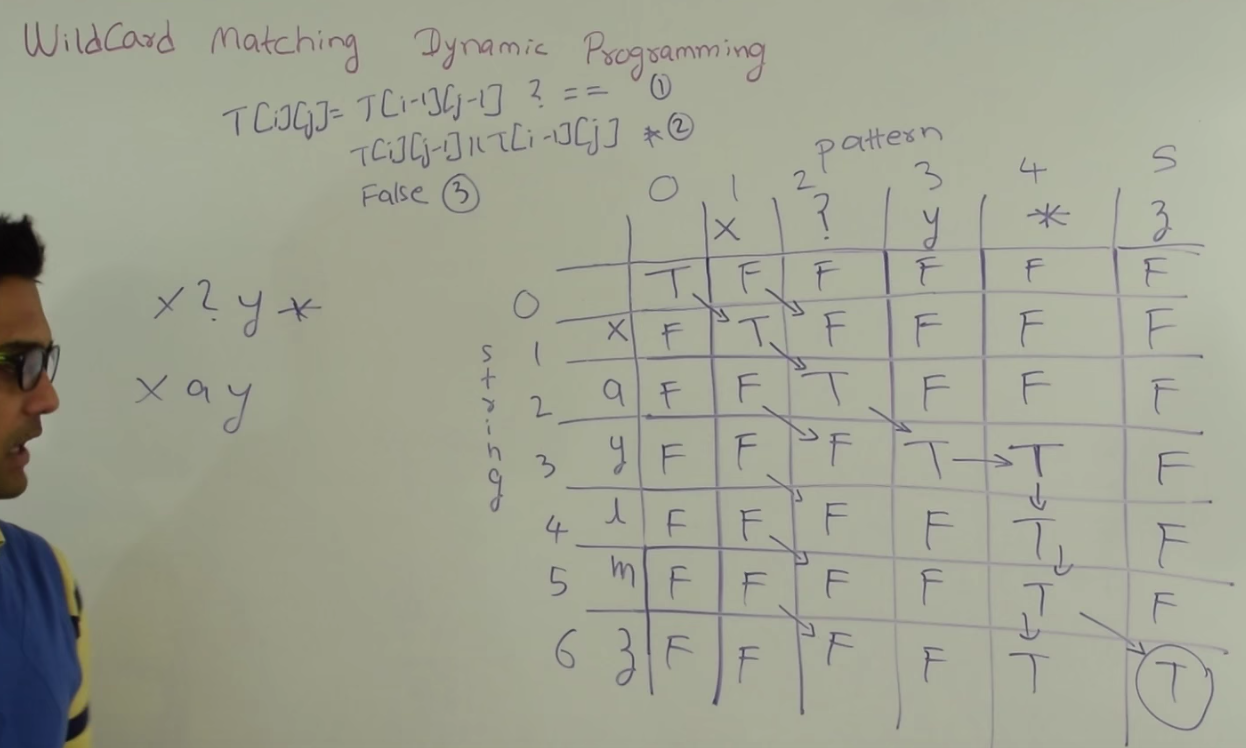 WildCard Matching Dynamic Programming
T[i][j]= T[i-1][j-1] ? == ①
T[i][j-1] || T[i-1][j] * ②
False ③
pattern
0 1 2 3 4 5
x ? y * z
0 T F F F F F
1 x F T F F F F
2 a F F T F F F
3 y F F F T → T F
4 l F F F F T F
5 m F F F F T F
6 z F F F F T T
string
x ? y *
x a y